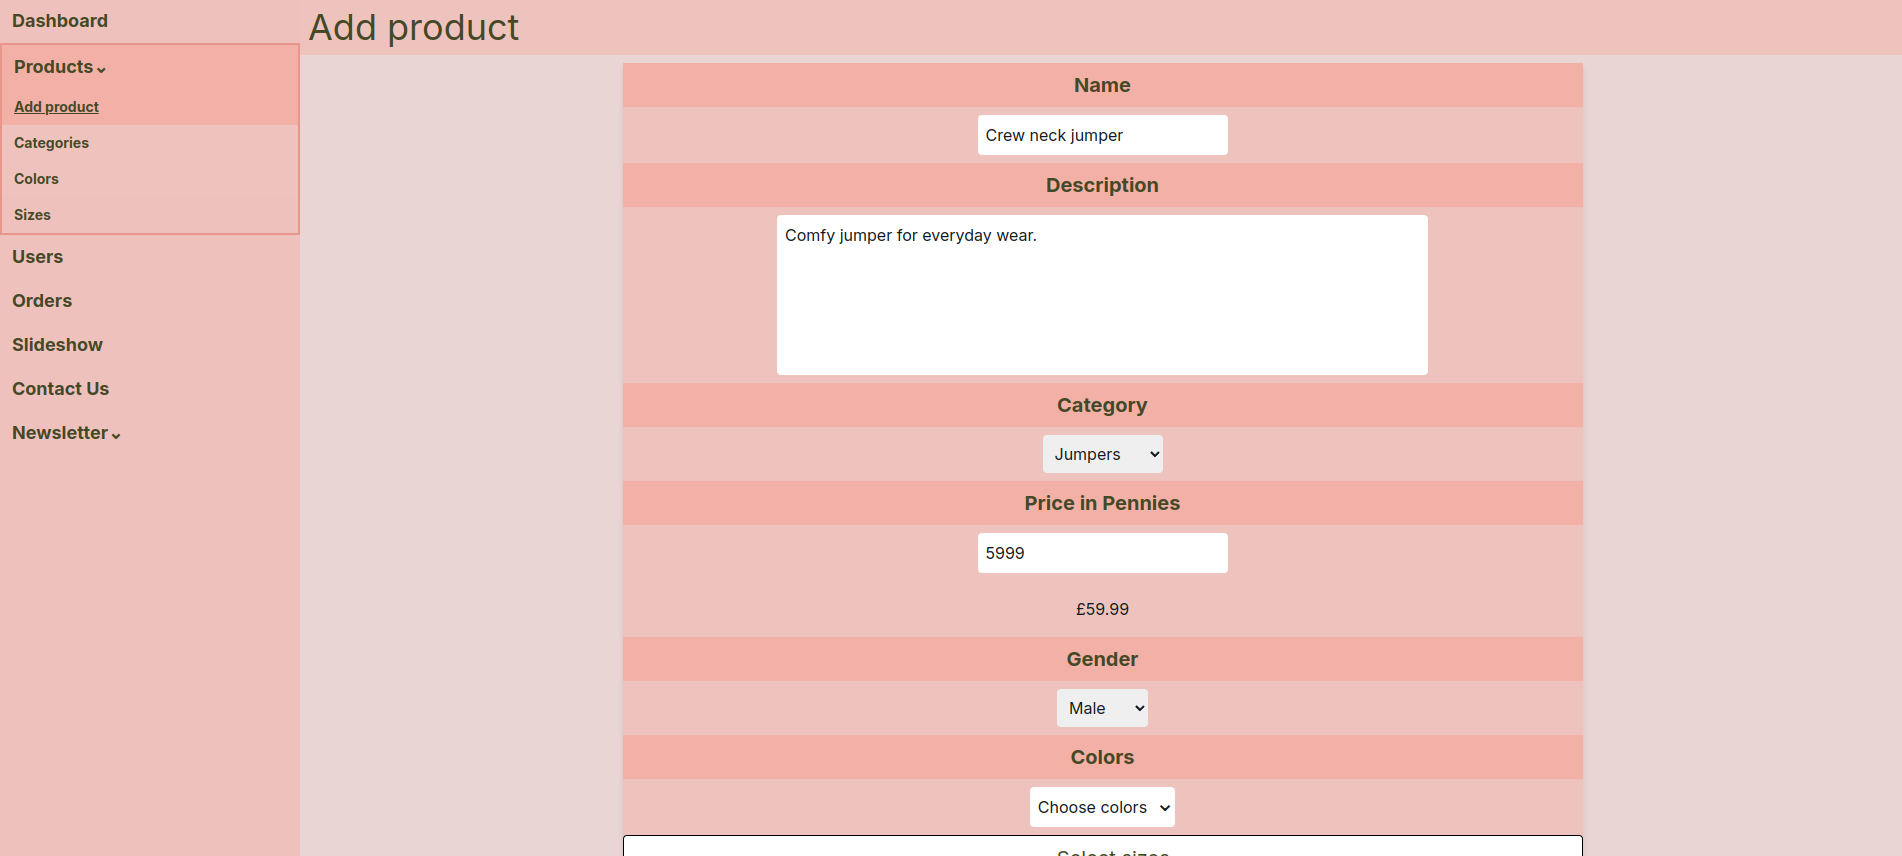 Dashboard
Products
Add product
Categories
Colors
Sizes
Users
Orders
Slideshow
Contact Us
Newsletter
Add product
Name
Crew neck jumper
Description
Comfy jumper for everyday wear.
Category
Jumpers
Price in Pennies
5999
£59.99
Gender
Male
Colors
Choose colors
Select sizes